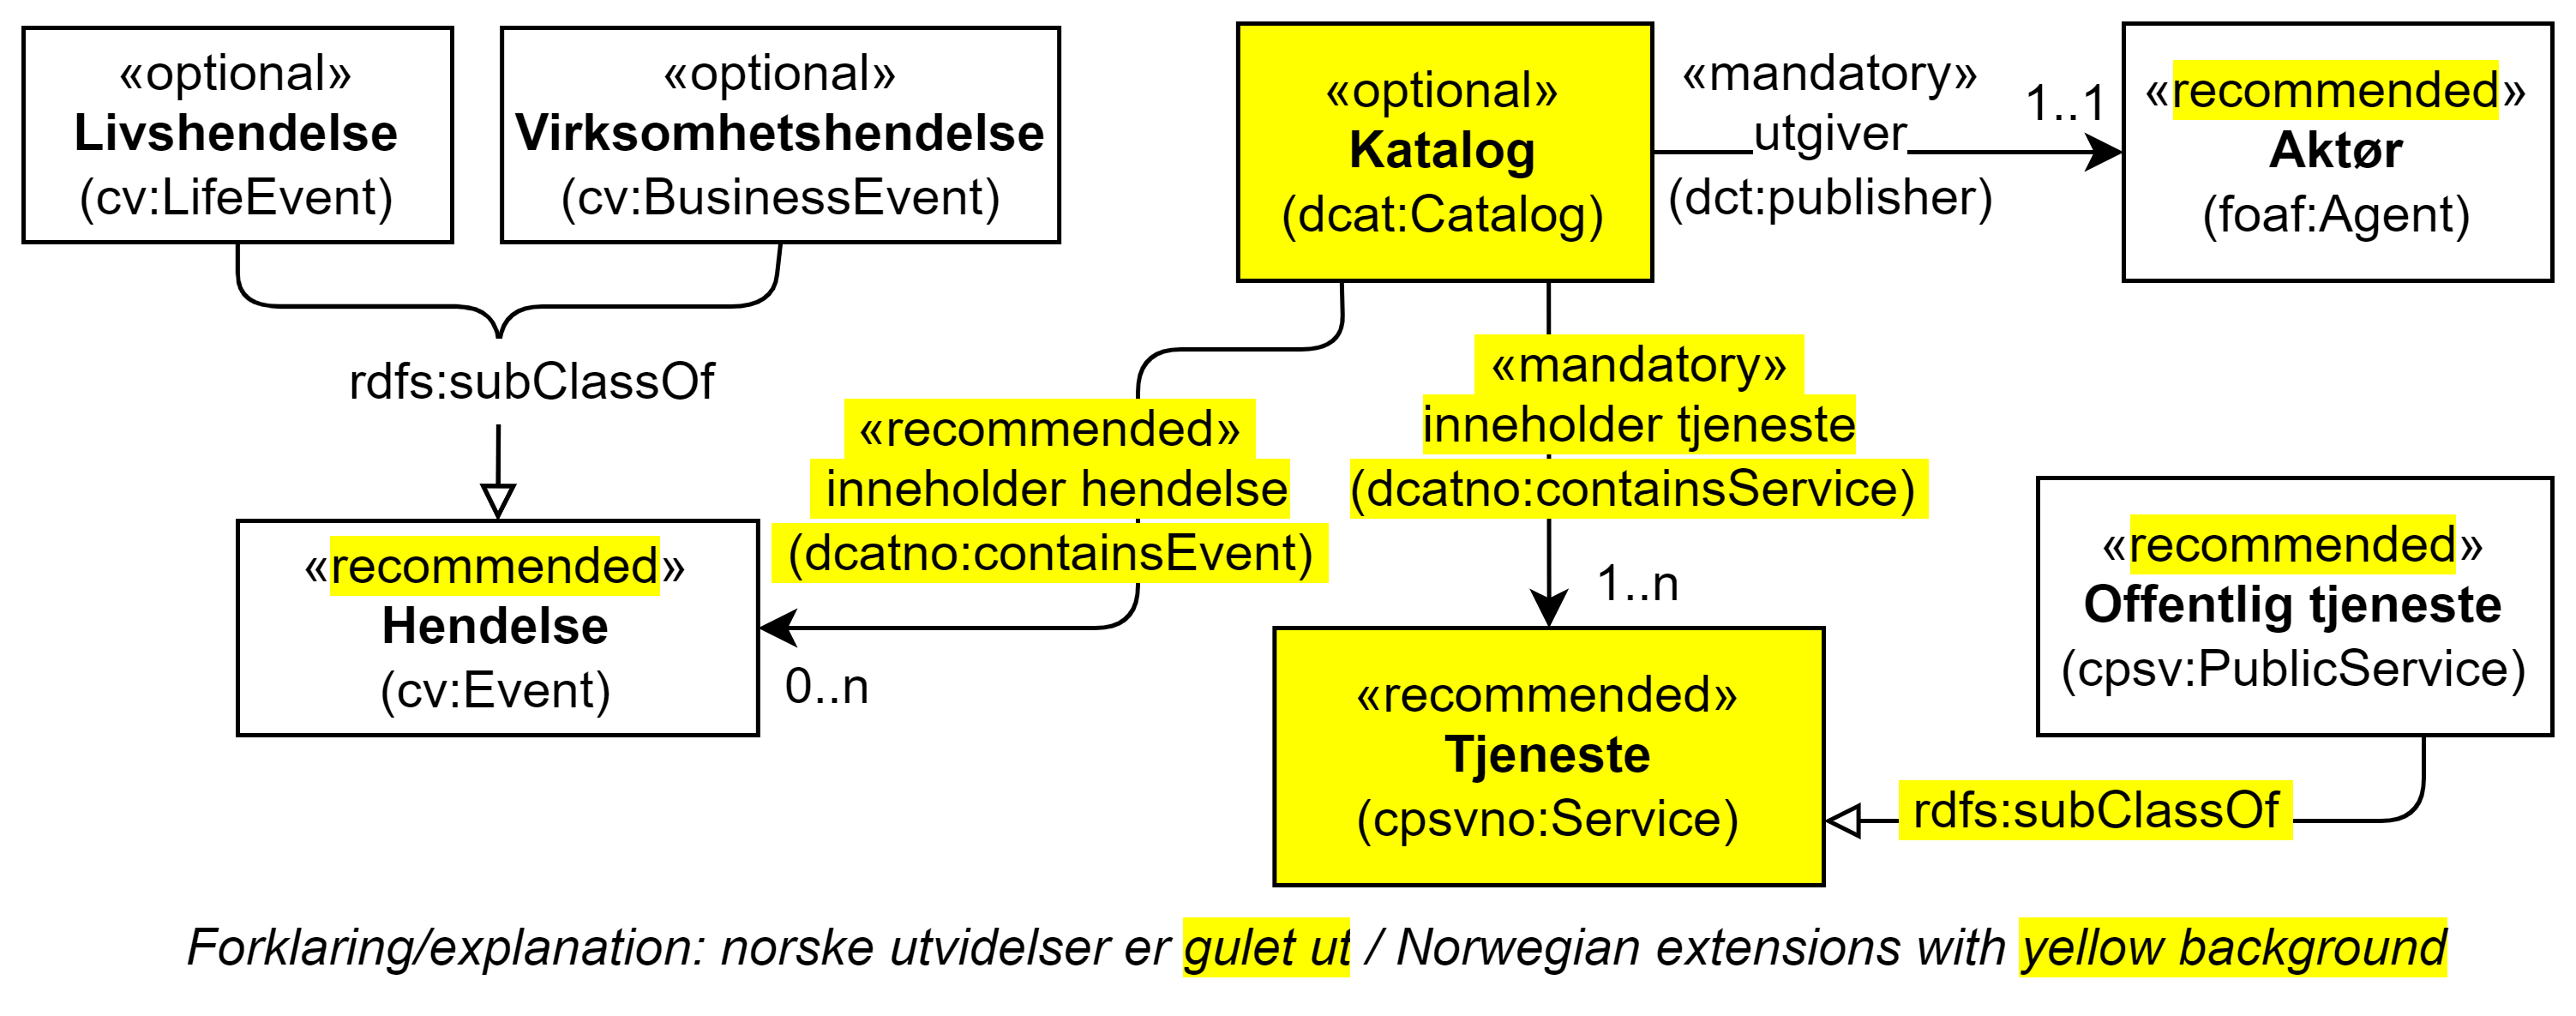 «optional»
Livshendelse
(cv:LifeEvent)
«optional»
Virksomhetshendelse
(cv:BusinessEvent)
«optional»
Katalog
(dcat:Catalog)
«mandatory»
utgiver
(dct:publisher)
1..1
«recommended»
Aktør
(foaf:Agent)
rdfs:subClassOf
«recommended»
inneholder hendelse
(dcatno:containsEvent)
0..n
«mandatory»
inneholder tjeneste
(dcatno:containsService)
1..n
«recommended»
Hendelse
(cv:Event)
«recommended»
Tjeneste
(cpsvno:Service)
«recommended»
Offentlig tjeneste
(cpsv:PublicService)
rdfs:subClassOf
Forklaring/explanation: norske utvidelser er gulet ut / Norwegian extensions with yellow background